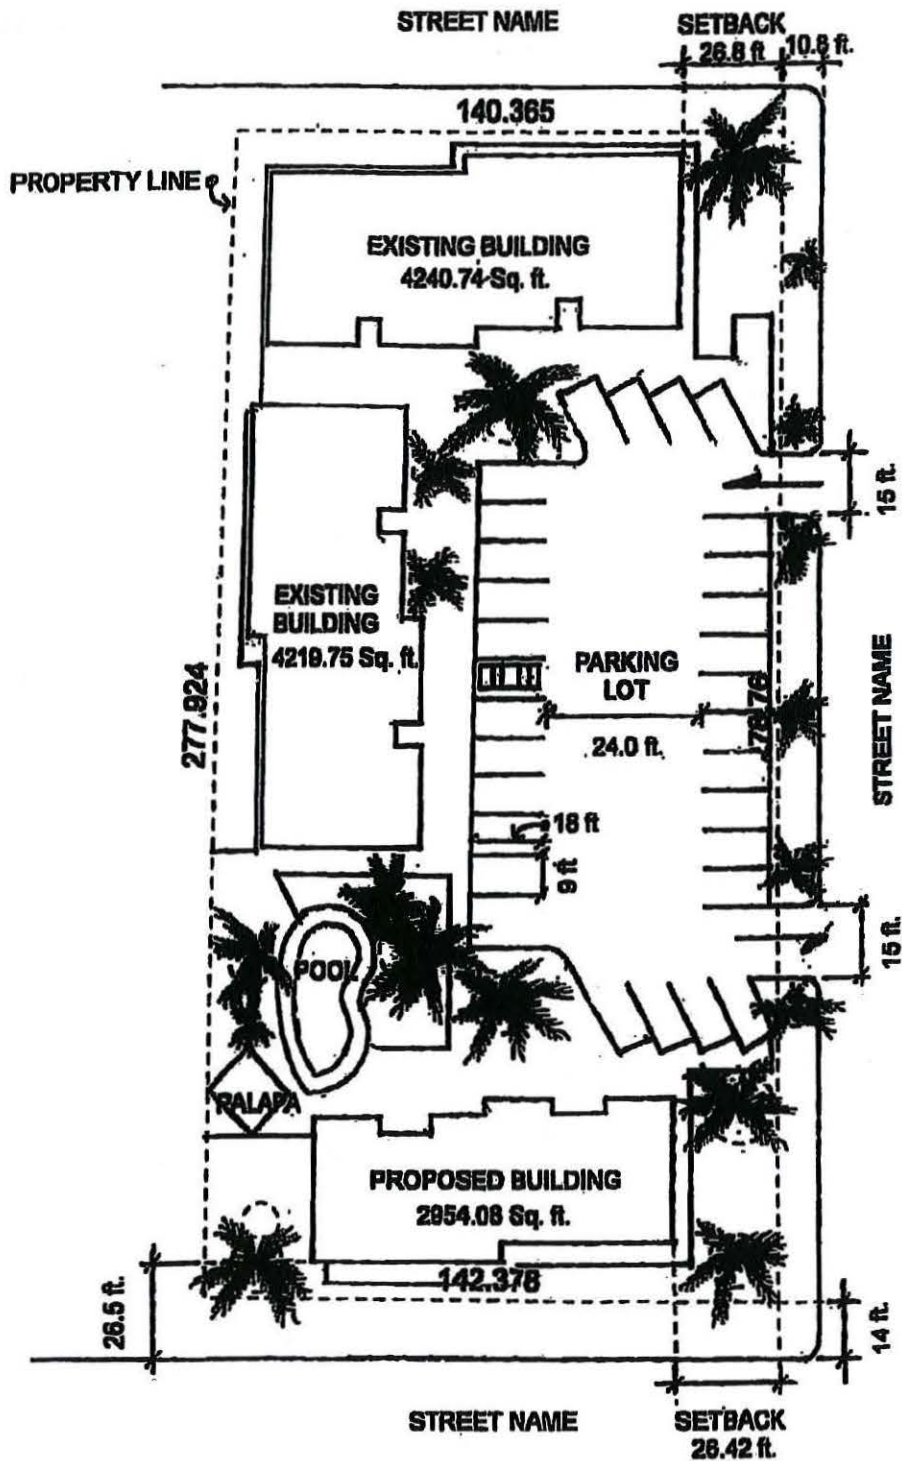 STREET NAME
SETBACK
26.8 ft
10.8 ft.
140.365
PROPERTY LINE
EXISTING BUILDING
4240.74 Sq. ft.
15 ft.
EXISTING
BUILDING
4219.75 Sq. ft.
PARKING
LOT
277.924
24.0 ft.
STREET NAME
18 ft
9 ft
15 ft.
POOL
PALAPA
PROPOSED BUILDING
2954.08 Sq. ft.
142.378
26.5 ft.
14 ft.
STREET NAME
SETBACK
26.42 ft.